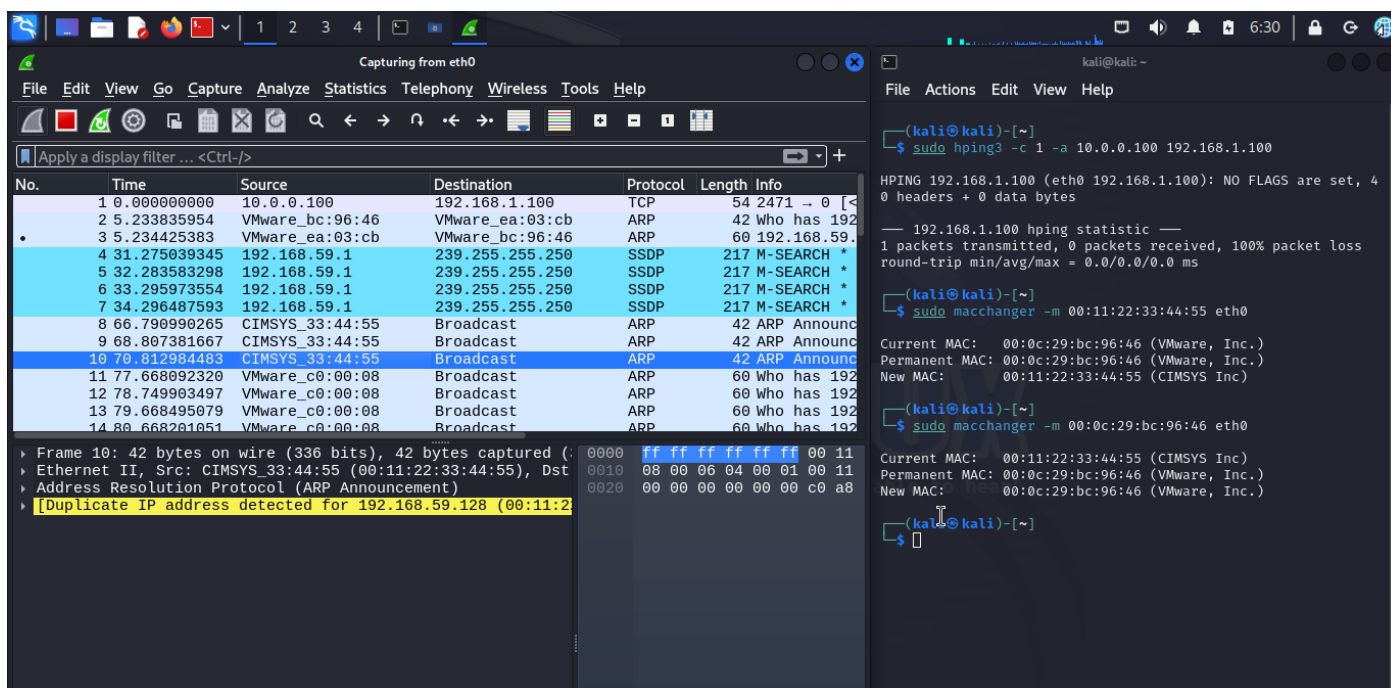 1 2 3 4 6:30
Capturing from eth0
File Edit View Go Capture Analyze Statistics Telephony Wireless Tools Help
Apply a display filter ... <Ctrl-/>
No. Time Source Destination Protocol Length Info
1 0.000000000 10.0.0.100 192.168.1.100 TCP 54 2471 → 0 [<
2 5.233835954 VMware_bc:96:46 VMware_ea:03:cb ARP 42 Who has 192
3 5.234425383 VMware_ea:03:cb VMware_bc:96:46 ARP 60 192.168.59.
4 31.275039345 192.168.59.1 239.255.255.250 SSDP 217 M-SEARCH *
5 32.283583298 192.168.59.1 239.255.255.250 SSDP 217 M-SEARCH *
6 33.295973554 192.168.59.1 239.255.255.250 SSDP 217 M-SEARCH *
7 34.296487593 192.168.59.1 239.255.255.250 SSDP 217 M-SEARCH *
8 66.790990265 CIMSYS_33:44:55 Broadcast ARP 42 ARP Announc
9 68.807381667 CIMSYS_33:44:55 Broadcast ARP 42 ARP Announc
10 70.812984483 CIMSYS_33:44:55 Broadcast ARP 42 ARP Announc
11 77.668092320 VMware_c0:00:08 Broadcast ARP 60 Who has 192
12 78.749903497 VMware_c0:00:08 Broadcast ARP 60 Who has 192
13 79.668495079 VMware_c0:00:08 Broadcast ARP 60 Who has 192
14 80.668201051 VMware_c0:00:08 Broadcast ARP 60 Who has 192
Frame 10: 42 bytes on wire (336 bits), 42 bytes captured (
Ethernet II, Src: CIMSYS_33:44:55 (00:11:22:33:44:55), Dst
Address Resolution Protocol (ARP Announcement)
[Duplicate IP address detected for 192.168.59.128 (00:11:2
0000 ff ff ff ff ff ff 00 11
0010 08 00 06 04 00 01 00 11
0020 00 00 00 00 00 00 c0 a8
kali@kali: ~
File Actions Edit View Help
(kali㉿kali)-[~]
$ sudo hping3 -c 1 -a 10.0.0.100 192.168.1.100
HPING 192.168.1.100 (eth0 192.168.1.100): NO FLAGS are set, 4
0 headers + 0 data bytes
--- 192.168.1.100 hping statistic ---
1 packets transmitted, 0 packets received, 100% packet loss
round-trip min/avg/max = 0.0/0.0/0.0 ms
(kali㉿kali)-[~]
$ sudo macchanger -m 00:11:22:33:44:55 eth0
Current MAC: 00:0c:29:bc:96:46 (VMware, Inc.)
Permanent MAC: 00:0c:29:bc:96:46 (VMware, Inc.)
New MAC: 00:11:22:33:44:55 (CIMSYS Inc)
(kali㉿kali)-[~]
$ sudo macchanger -m 00:0c:29:bc:96:46 eth0
Current MAC: 00:11:22:33:44:55 (CIMSYS Inc)
Permanent MAC: 00:0c:29:bc:96:46 (VMware, Inc.)
New MAC: 00:0c:29:bc:96:46 (VMware, Inc.)
(kali㉿kali)-[~]
$